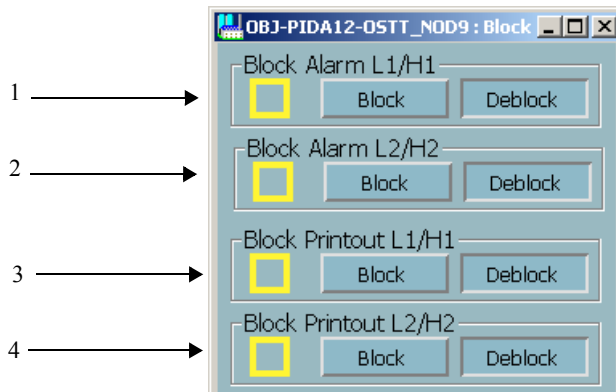 OBJ-PIDA12-OSTT_NOD9 : Block
Block Alarm L1/H1
1
Block Deblock
Block Alarm L2/H2
2
Block Deblock
Block Printout L1/H1
3
Block Deblock
Block Printout L2/H2
4
Block Deblock